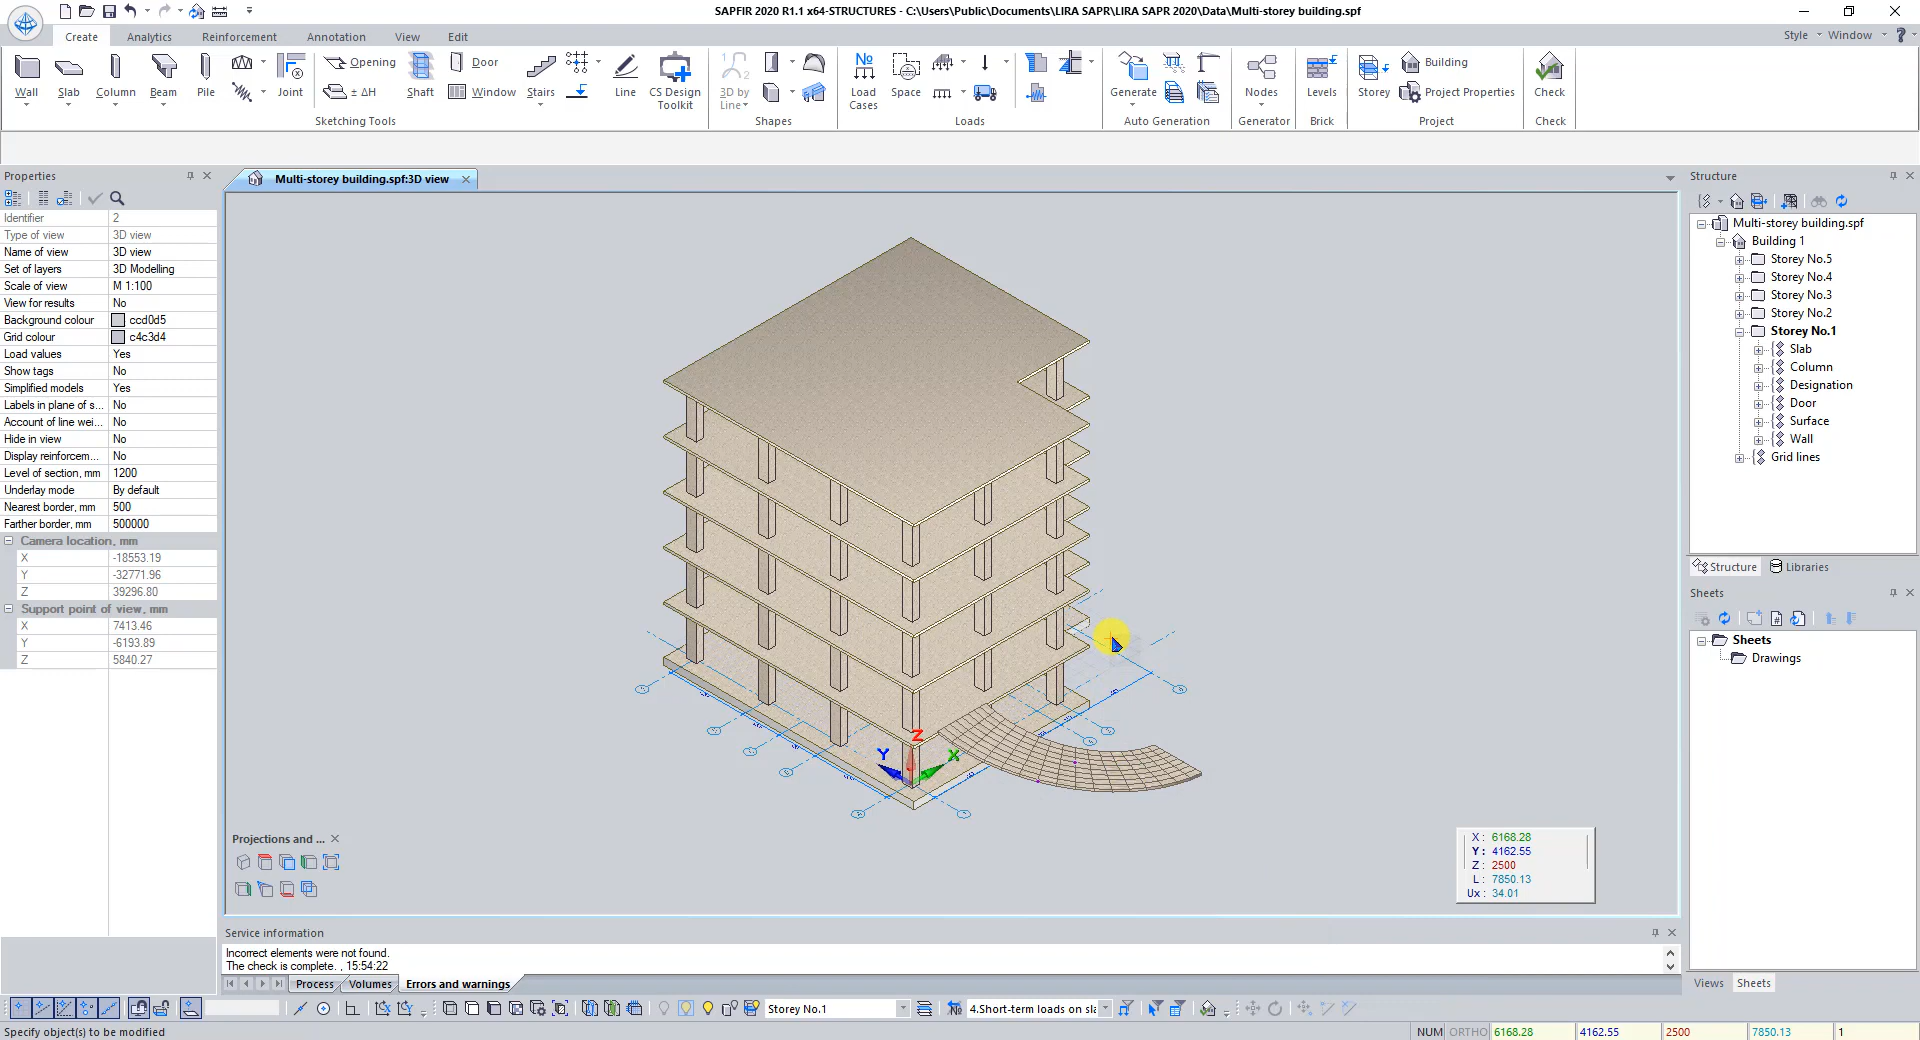 SAPFIR 2020 R1.1 x64-STRUCTURES - C:\Users\Public\Documents\LIRA SAPR\LIRA SAPR 2020\Data\Multi-storey building.spf
Create Analytics Reinforcement Annotation View Edit
Style Window ?
Wall Slab Column Beam Pile Joint Opening ± ΔH Shaft Door Window Stairs Line CS Design Toolkit
3D by Line
№ Load Cases Space
Generate Nodes Levels Storey Building Project Properties Check
Sketching Tools Shapes Loads Auto Generation Generator Brick Project Check
Properties
Multi-storey building.spf:3D view
Identifier 2
Type of view 3D view
Name of view 3D view
Set of layers 3D Modelling
Scale of view M 1:100
View for results No
Background colour ccd0d5
Grid colour c4c3d4
Load values Yes
Show tags No
Simplified models Yes
Labels in plane of s... No
Account of line wei... No
Hide in view No
Display reinforcem... No
Level of section, mm 1200
Underlay mode By default
Nearest border, mm 500
Farther border, mm 500000
Camera location, mm
X -18553.19
Y -32771.96
Z 39296.80
Support point of view, mm
X 7413.46
Y -6193.89
Z 5840.27
Z
Y X
Projections and ...
X : 6168.28
Y : 4162.55
Z : 2500
L : 7850.13
Ux : 34.01
Structure
Multi-storey building.spf
Building 1
Storey No.5
Storey No.4
Storey No.3
Storey No.2
Storey No.1
Slab
Column
Designation
Door
Surface
Wall
Grid lines
Structure Libraries
Sheets
Sheets
Drawings
Views Sheets
Service information
Incorrect elements were not found.
The check is complete. , 15:54:22
Process Volumes Errors and warnings
Storey No.1
4.Short-term loads on sla
Specify object(s) to be modified
NUM ORTHO 6168.28 4162.55 2500 7850.13 1